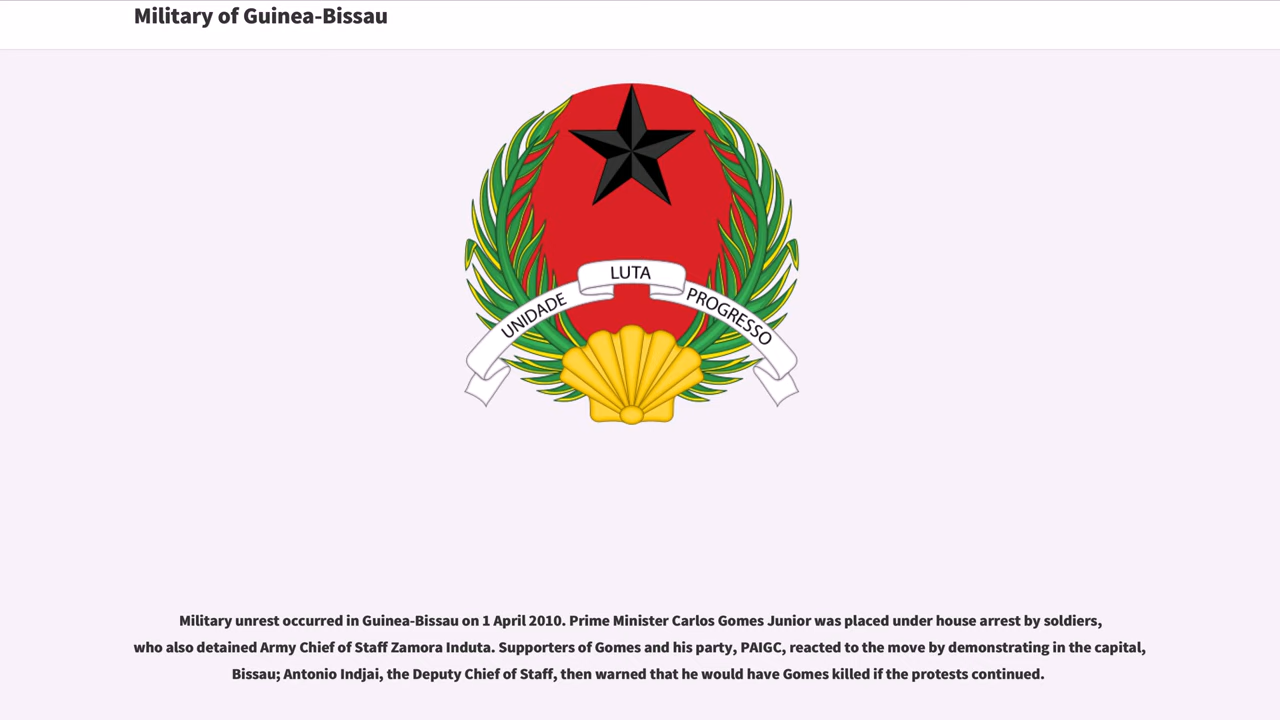 Military of Guinea-Bissau
LUTA
UNIDADE
PROGRESSO
Military unrest occurred in Guinea-Bissau on 1 April 2010. Prime Minister Carlos Gomes Junior was placed under house arrest by soldiers,
who also detained Army Chief of Staff Zamora Induta. Supporters of Gomes and his party, PAIGC, reacted to the move by demonstrating in the capital,
Bissau; Antonio Indjai, the Deputy Chief of Staff, then warned that he would have Gomes killed if the protests continued.